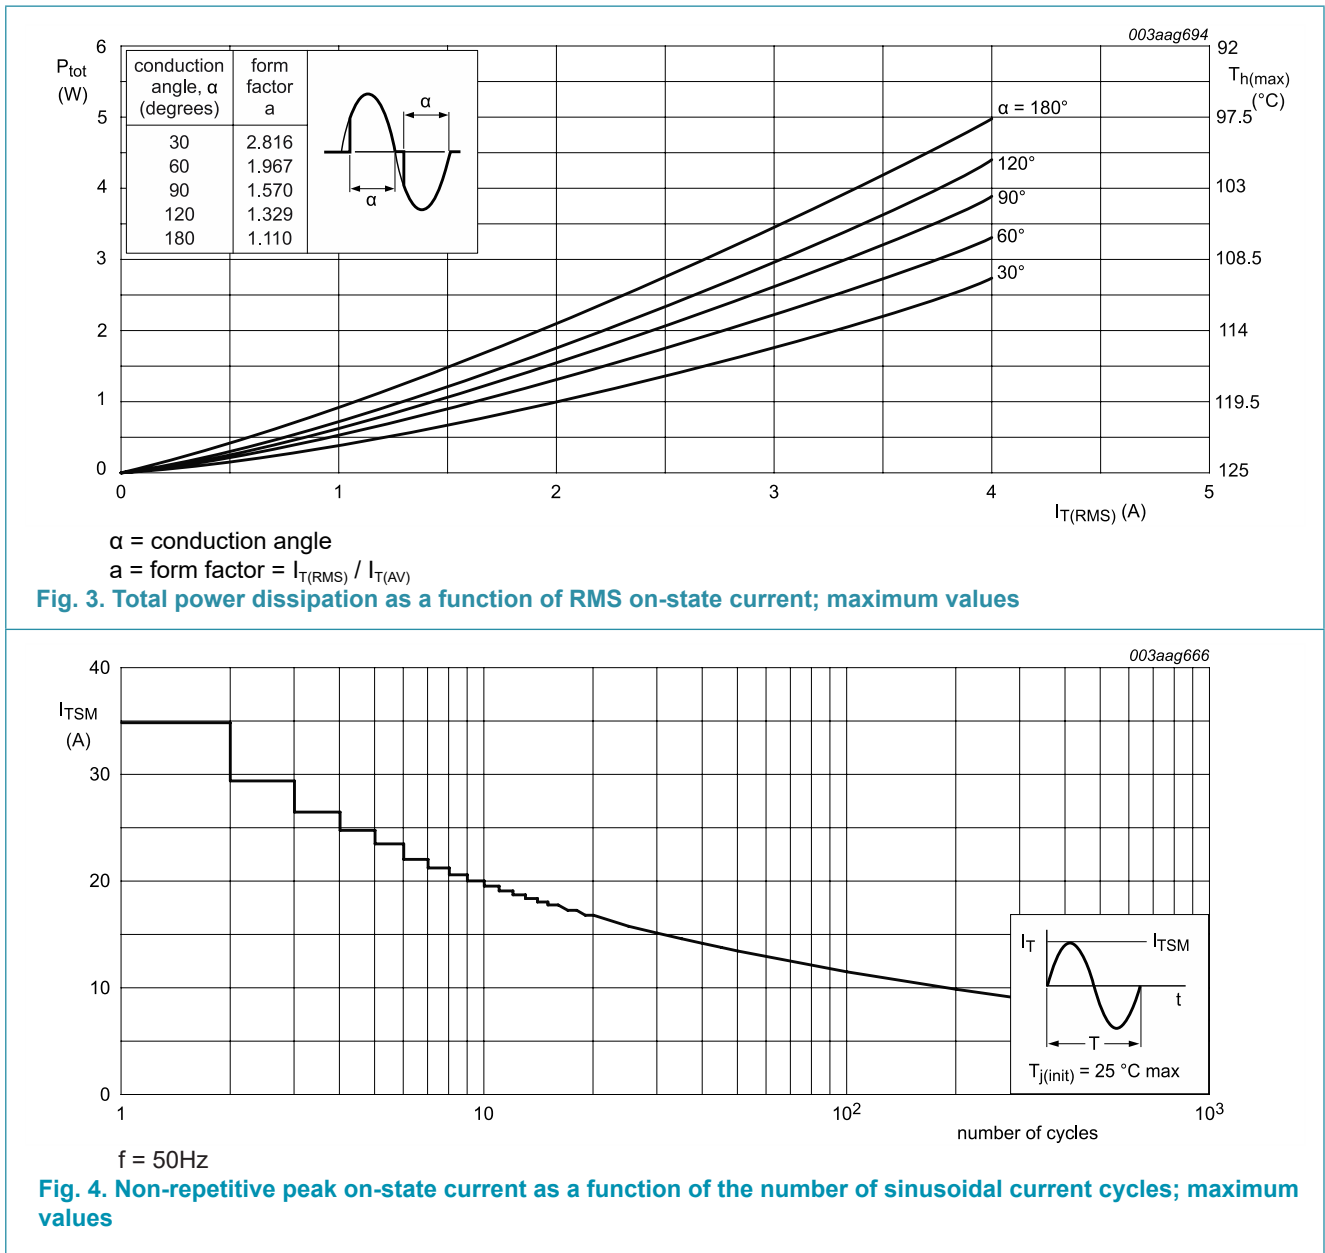 003aag694
6
5
4
3
2
1
0
Ptot
(W)
conduction angle, α (degrees)
form factor a
30 2.816
60 1.967
90 1.570
120 1.329
180 1.110
α
α
α = 180°
120°
90°
60°
30°
92
Th(max)
(°C)
97.5
103
108.5
114
119.5
125
0 1 2 3 4 5
IT(RMS) (A)
α = conduction angle
a = form factor = IT(RMS) / IT(AV)
Fig. 3. Total power dissipation as a function of RMS on-state current; maximum values
003aag666
40
ITSM
(A)
30
20
10
0
IT
ITSM
t
T
Tj(init) = 25 °C max
1 10 10² 10³
number of cycles
f = 50Hz
Fig. 4. Non-repetitive peak on-state current as a function of the number of sinusoidal current cycles; maximum
values